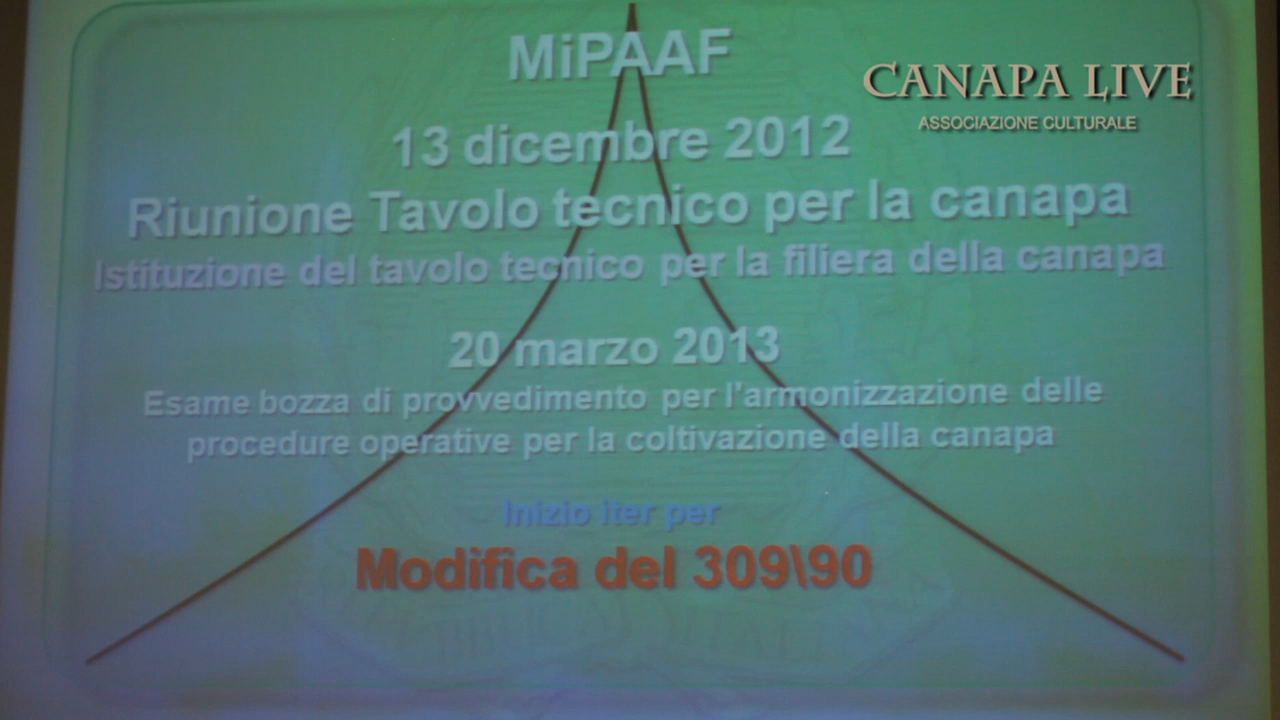 MiPAAF
CANAPA LIVE
ASSOCIAZIONE CULTURALE
13 dicembre 2012
Riunione Tavolo tecnico per la canapa
Istituzione del tavolo tecnico per la filiera della canapa
20 marzo 2013
Esame bozza di provvedimento per l'armonizzazione delle
procedure operative per la coltivazione della canapa
Inizio iter per
Modifica del 309\90